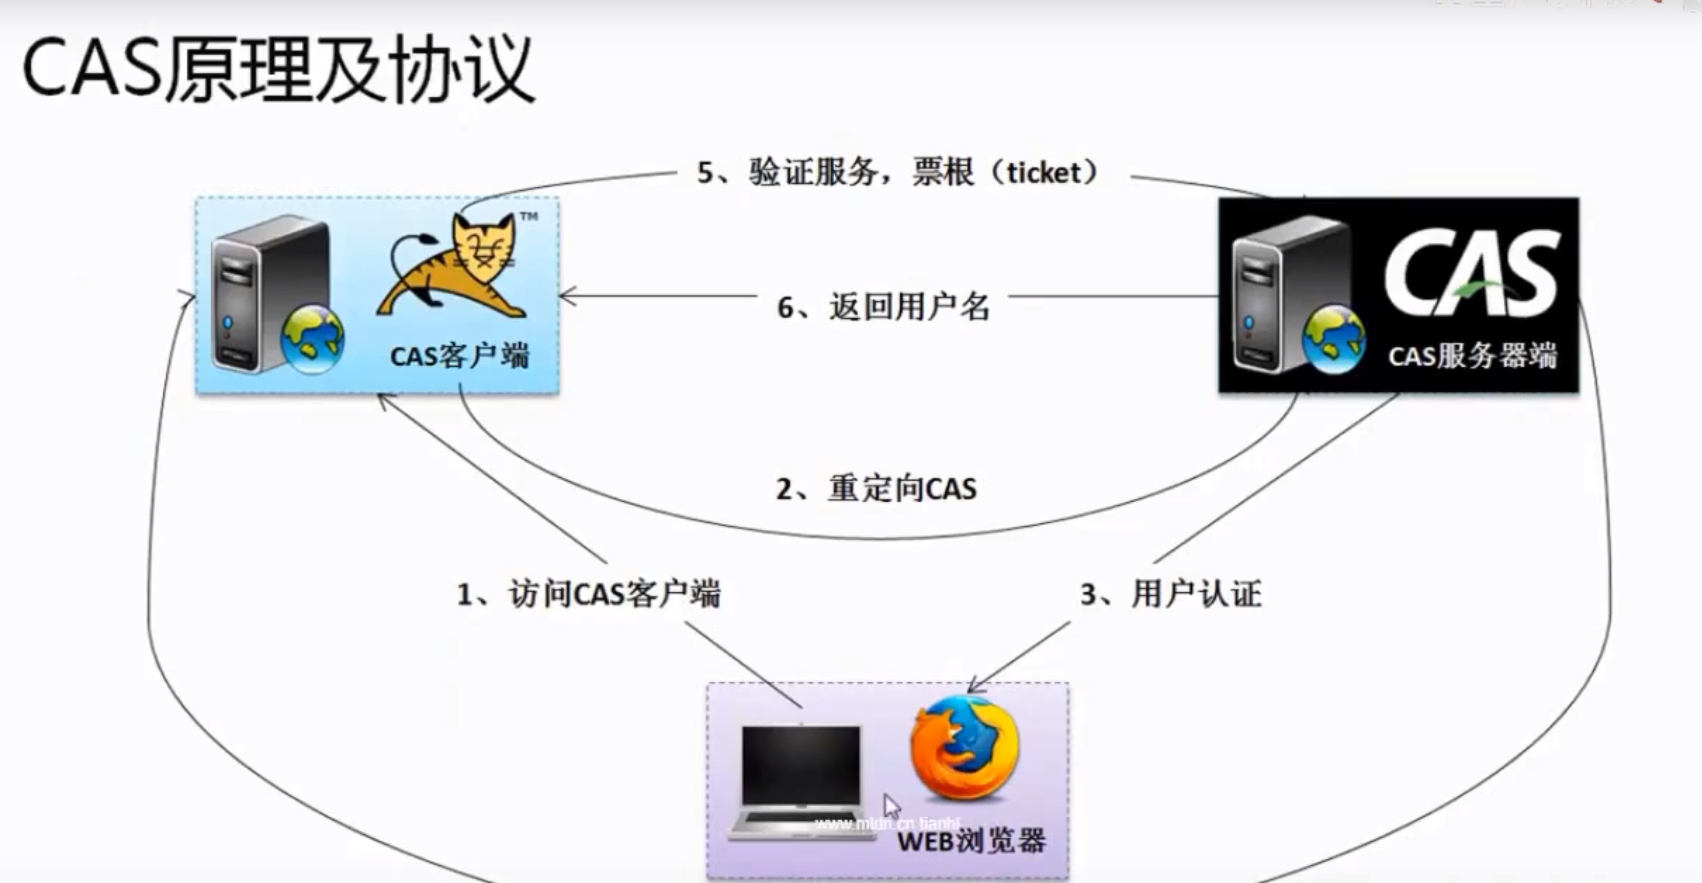 CAS原理及协议
5、验证服务，票根（ticket）
TM
CAS客户端
6、返回用户名
CAS
CAS服务器端
2、重定向CAS
1、访问CAS客户端
3、用户认证
www.mldn.cn tianhl
WEB浏览器